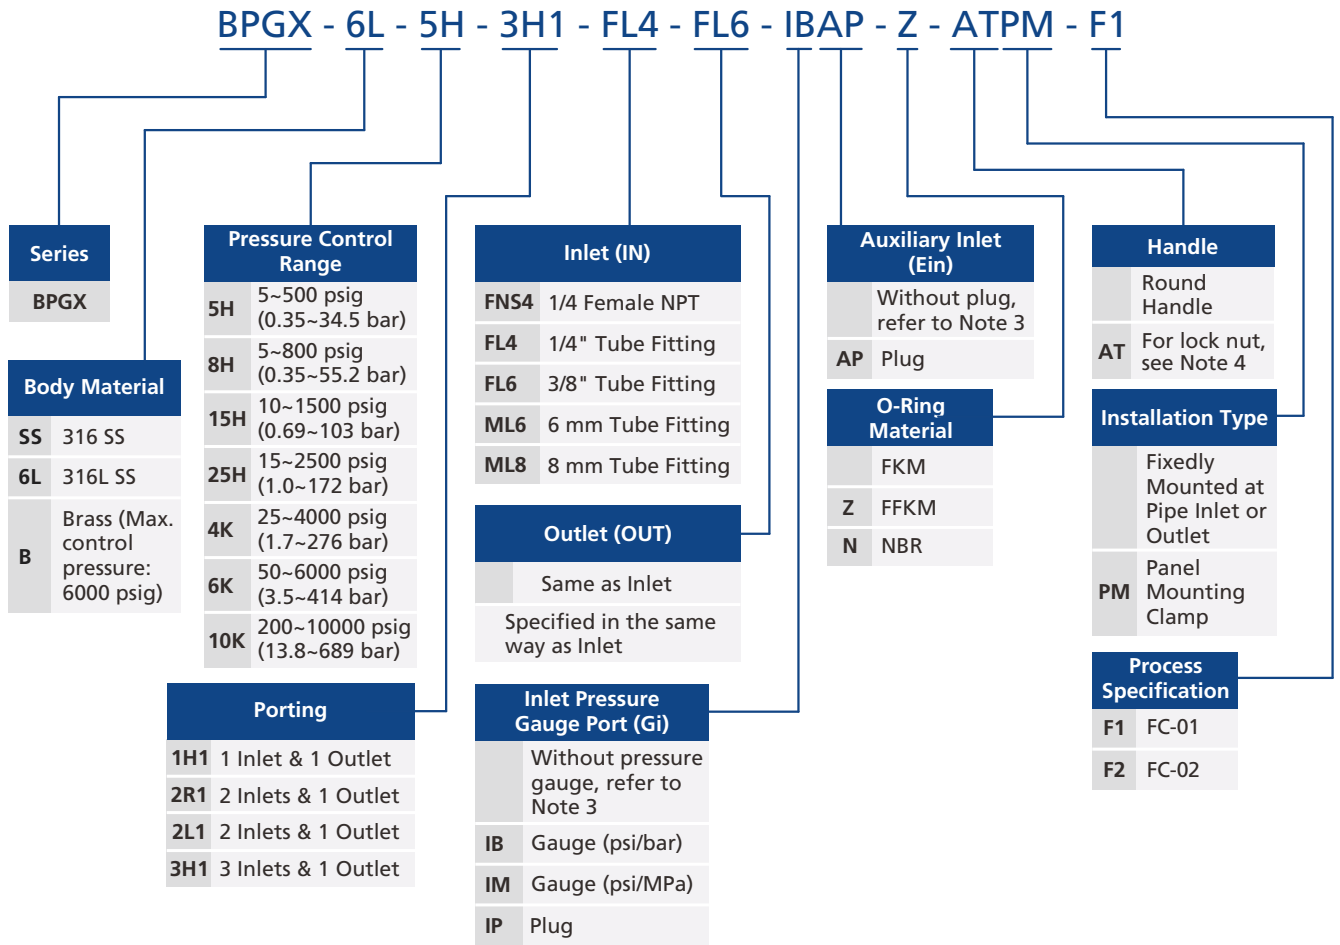 BPGX - 6L - 5H - 3H1 - FL4 - FL6 - IBAP - Z - ATPM - F1
Series
BPGX
Body Material
SS 316 SS
6L 316L SS
B Brass (Max.
control
pressure:
6000 psig)
Pressure Control
Range
5H 5~500 psig
(0.35~34.5 bar)
8H 5~800 psig
(0.35~55.2 bar)
15H 10~1500 psig
(0.69~103 bar)
25H 15~2500 psig
(1.0~172 bar)
4K 25~4000 psig
(1.7~276 bar)
6K 50~6000 psig
(3.5~414 bar)
10K 200~10000 psig
(13.8~689 bar)
Porting
1H1 1 Inlet & 1 Outlet
2R1 2 Inlets & 1 Outlet
2L1 2 Inlets & 1 Outlet
3H1 3 Inlets & 1 Outlet
Inlet (IN)
FNS4 1/4 Female NPT
FL4 1/4" Tube Fitting
FL6 3/8" Tube Fitting
ML6 6 mm Tube Fitting
ML8 8 mm Tube Fitting
Outlet (OUT)
Same as Inlet
Specified in the same
way as Inlet
Inlet Pressure
Gauge Port (Gi)
Without pressure
gauge, refer to
Note 3
IB Gauge (psi/bar)
IM Gauge (psi/MPa)
IP Plug
Auxiliary Inlet
(Ein)
Without plug,
refer to Note 3
AP Plug
O-Ring
Material
FKM
Z FFKM
N NBR
Handle
Round
Handle
AT For lock nut,
see Note 4
Installation Type
Fixedly
Mounted at
Pipe Inlet or
Outlet
PM Panel
Mounting
Clamp
Process
Specification
F1 FC-01
F2 FC-02